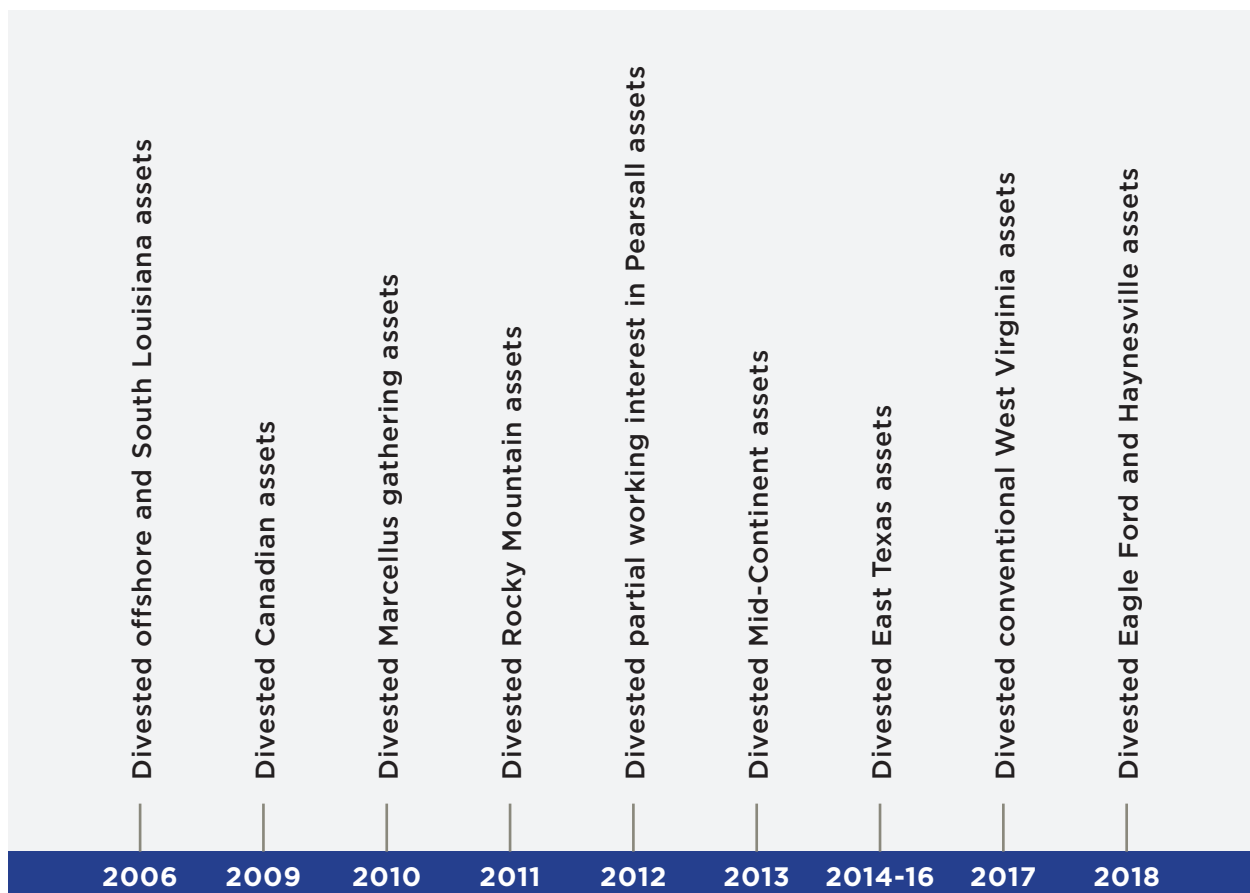 Divested offshore and South Louisiana assets
Divested Canadian assets
Divested Marcellus gathering assets
Divested Rocky Mountain assets
Divested partial working interest in Pearsall assets
Divested Mid-Continent assets
Divested East Texas assets
Divested conventional West Virginia assets
Divested Eagle Ford and Haynesville assets
2006 2009 2010 2011 2012 2013 2014-16 2017 2018